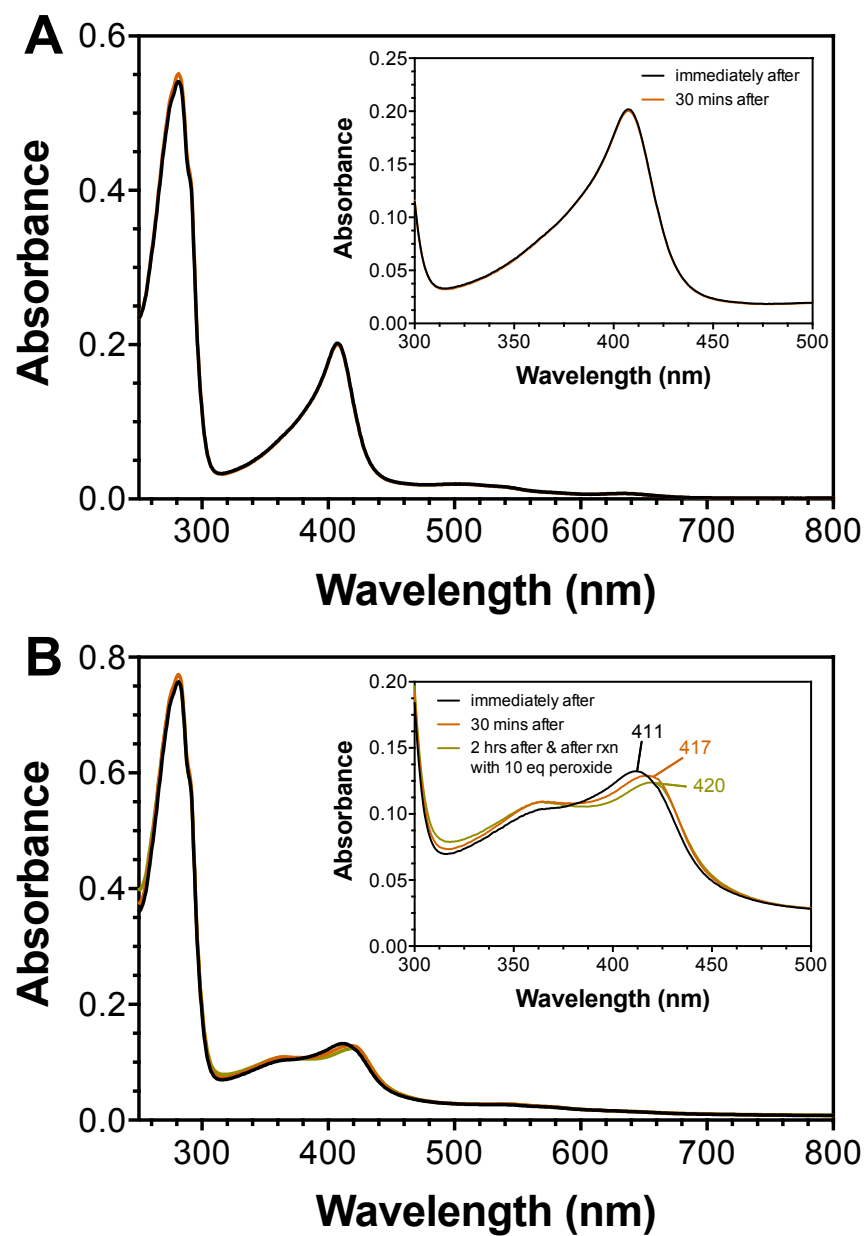 A
0.6
0.4
0.2
0.0
Absorbance
300 400 500 600 700 800
Wavelength (nm)
0.25
0.20
0.15
0.10
0.05
0.00
Absorbance
immediately after
30 mins after
300 350 400 450 500
Wavelength (nm)
B
0.8
0.6
0.4
0.2
0.0
Absorbance
300 400 500 600 700 800
Wavelength (nm)
0.20
0.15
0.10
0.05
0.00
Absorbance
immediately after
30 mins after
2 hrs after & after rxn
with 10 eq peroxide
411
417
420
300 350 400 450 500
Wavelength (nm)